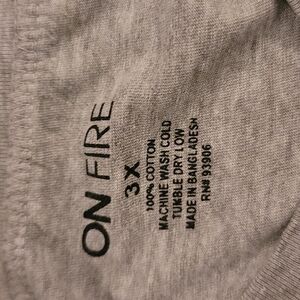 ON FIRE
3X
100% COTTON
MACHINE WASH COLD
TUMBLE DRY LOW
MADE IN BANGLADESH
RN# 93906